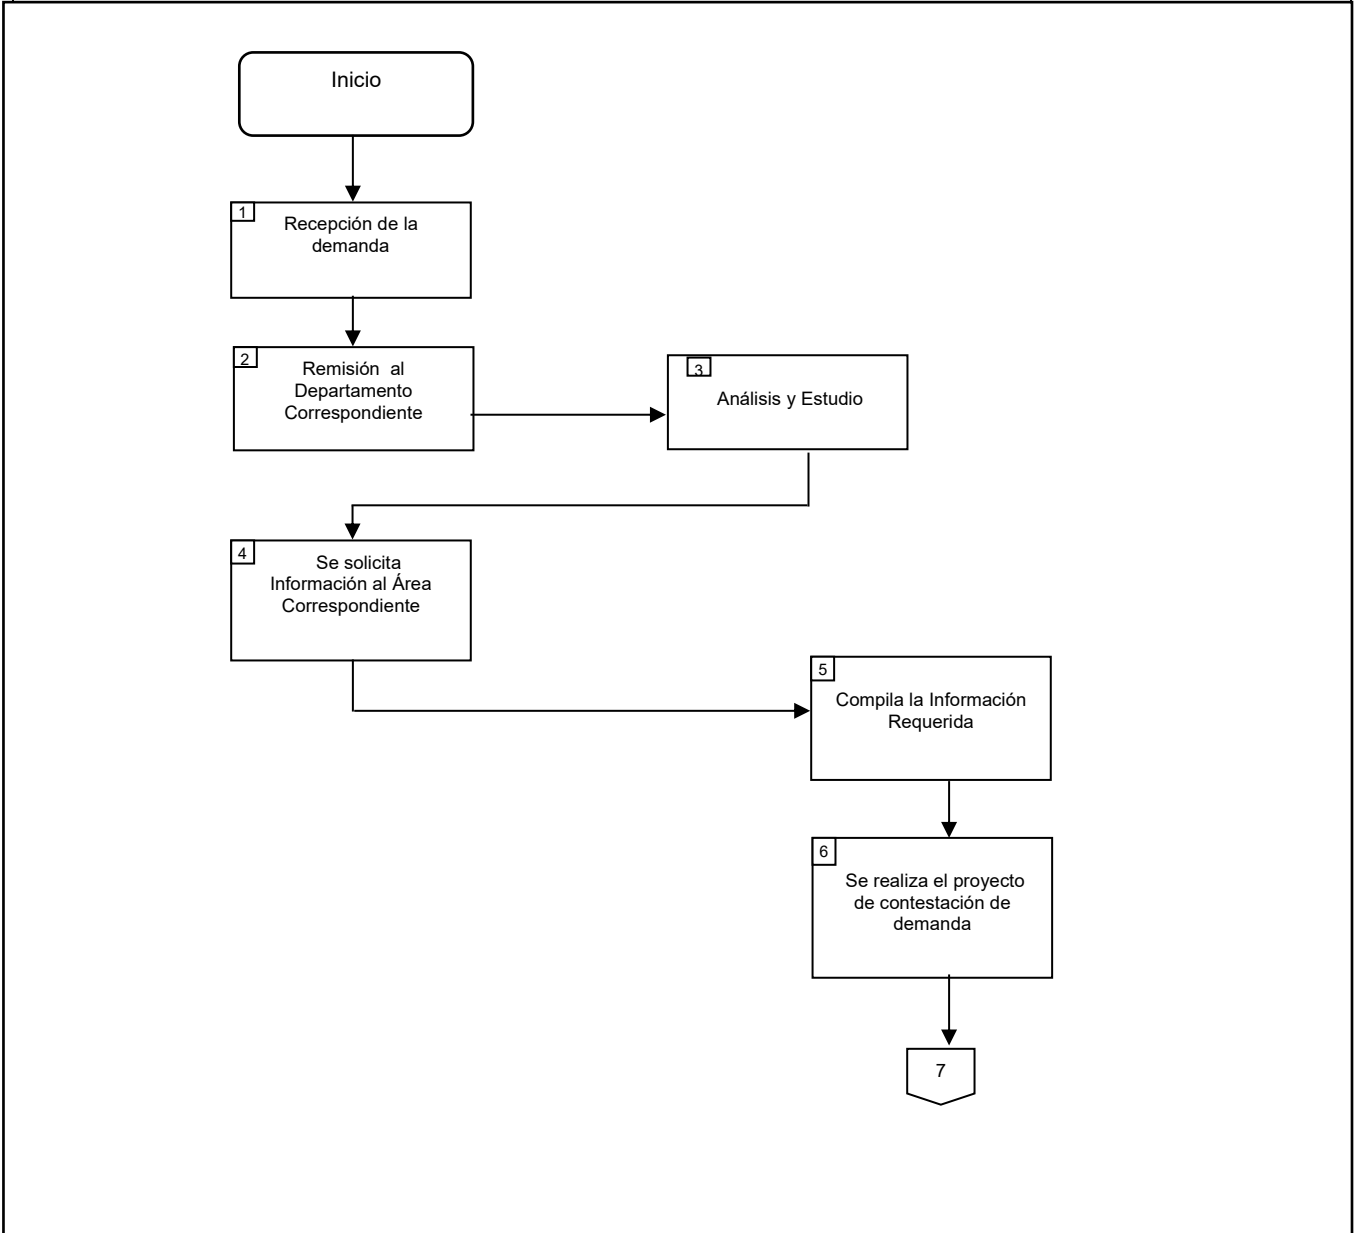 Inicio
1
Recepción de la
demanda
2
Remisión al
Departamento
Correspondiente
3
Análisis y Estudio
4
Se solicita
Información al Área
Correspondiente
5
Compila la Información
Requerida
6
Se realiza el proyecto
de contestación de
demanda
7